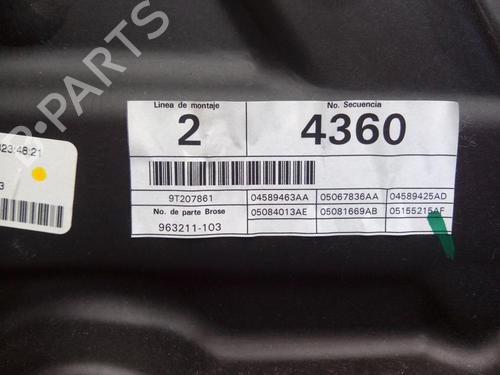 Linea de montaje
No. Secuencia
2
4360
9T207861
04589463AA
05067836AA
04589425AD
No. de parte Brose
05084013AE
05081669AB
05155215AF
963211-103
23:48:21
3